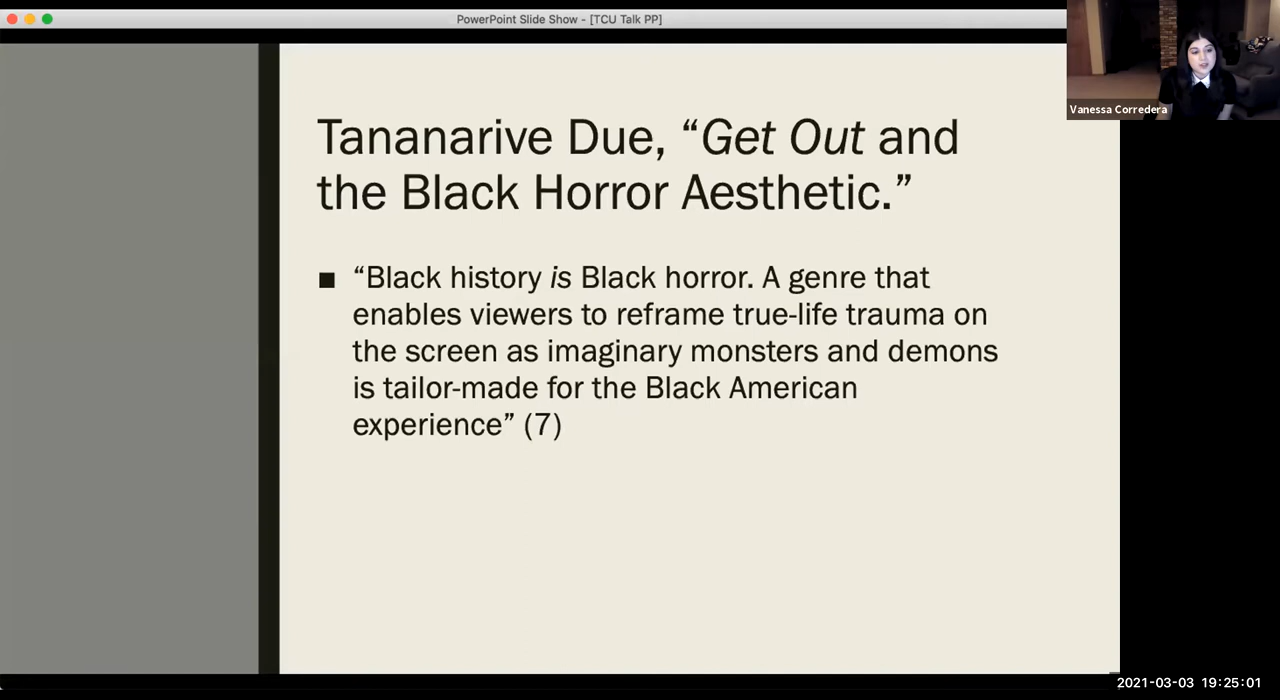 PowerPoint Slide Show - [TCU Talk PP]
Vanessa Corredera
Tananarive Due, “Get Out and
the Black Horror Aesthetic.”
■ “Black history is Black horror. A genre that
enables viewers to reframe true-life trauma on
the screen as imaginary monsters and demons
is tailor-made for the Black American
experience” (7)
2021-03-03 19:25:01